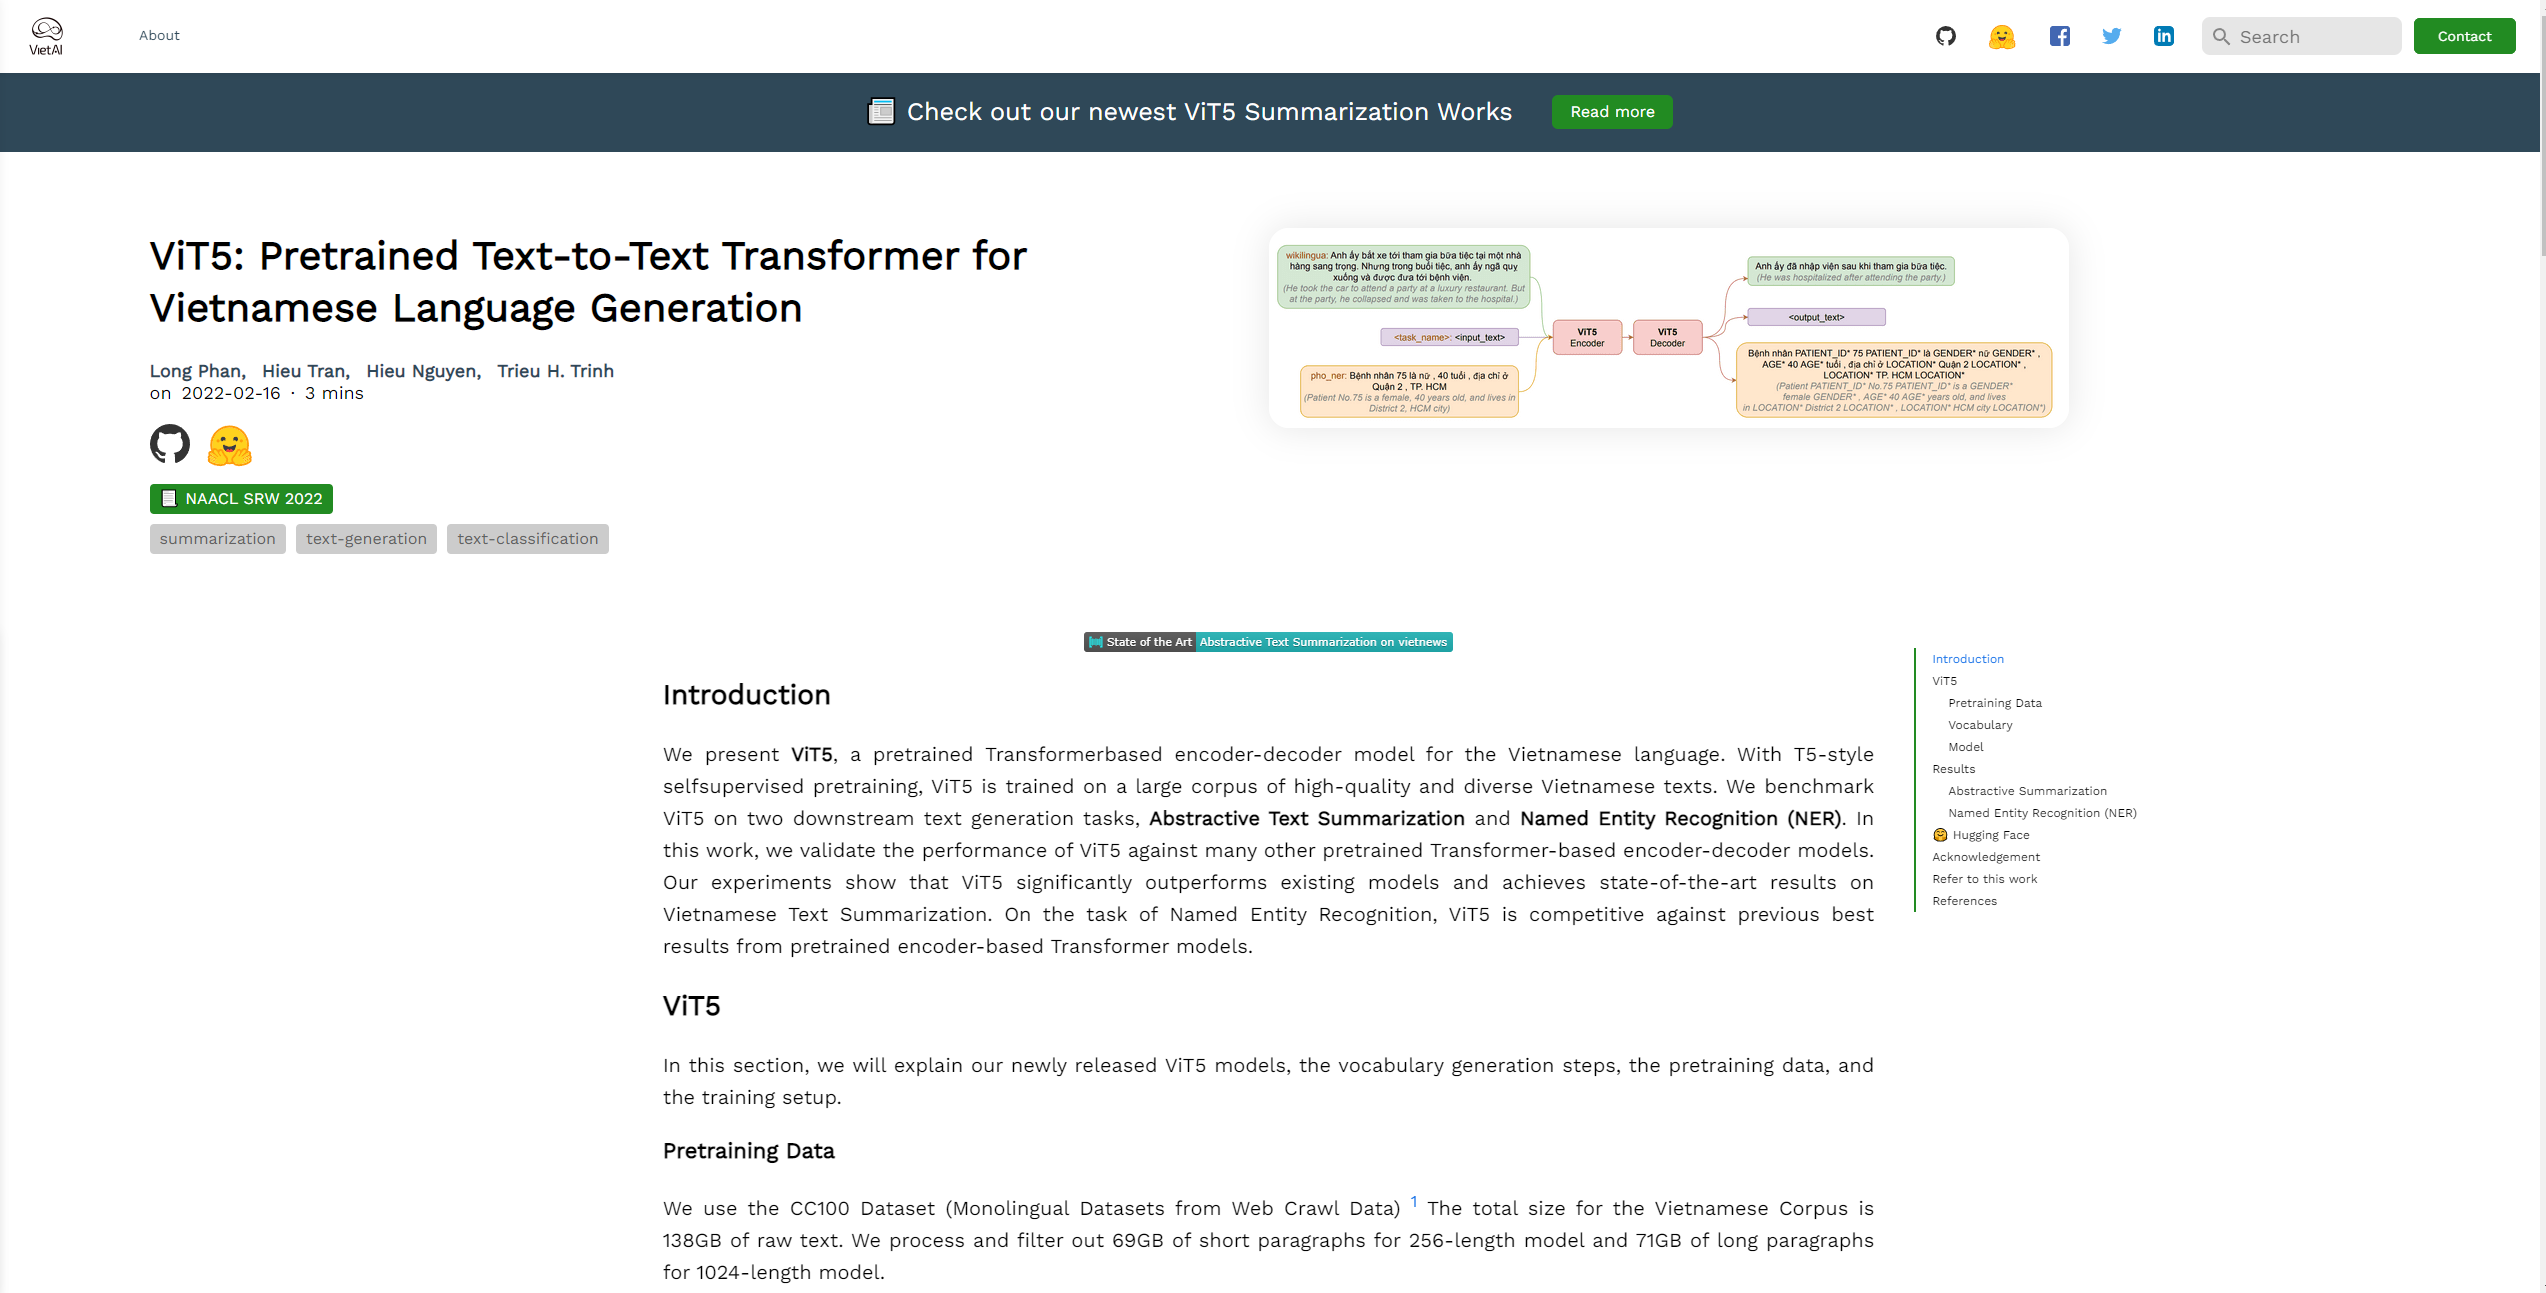 VietAI
About
Search
Contact
Check out our newest ViT5 Summarization Works
Read more
ViT5: Pretrained Text-to-Text Transformer for
Vietnamese Language Generation
Long Phan, Hieu Tran, Hieu Nguyen, Trieu H. Trinh
on 2022-02-16 · 3 mins
NAACL SRW 2022
summarization text-generation text-classification
wikilingua: Anh ấy bắt xe tới tham gia bữa tiệc tại một nhà
hàng sang trọng. Nhưng trong buổi tiệc, anh ấy ngã quỵ
xuống và được đưa tới bệnh viện.
(He took the car to attend a party at a luxury restaurant. But
at the party, he collapsed and was taken to the hospital.)
<task_name>: <input_text>
pho_ner: Bệnh nhân 75 là nữ , 40 tuổi , địa chỉ ở
Quận 2 , TP. HCM
(Patient No.75 is a female, 40 years old, and lives in
District 2, HCM city)
ViT5
Encoder
ViT5
Decoder
Anh ấy đã nhập viện sau khi tham gia bữa tiệc.
(He was hospitalized after attending the party.)
<output_text>
Bệnh nhân PATIENT_ID* 75 PATIENT_ID* là GENDER* nữ GENDER* ,
AGE* 40 AGE* tuổi , địa chỉ ở LOCATION* Quận 2 LOCATION* ,
LOCATION* TP. HCM LOCATION*
(Patient PATIENT_ID* No.75 PATIENT_ID* is a GENDER*
female GENDER* , AGE* 40 AGE* years old, and lives
in LOCATION* District 2 LOCATION* , LOCATION* HCM city LOCATION*)
State of the Art Abstractive Text Summarization on vietnews
Introduction
We present ViT5, a pretrained Transformerbased encoder-decoder model for the Vietnamese language. With T5-style
selfsupervised pretraining, ViT5 is trained on a large corpus of high-quality and diverse Vietnamese texts. We benchmark
ViT5 on two downstream text generation tasks, Abstractive Text Summarization and Named Entity Recognition (NER). In
this work, we validate the performance of ViT5 against many other pretrained Transformer-based encoder-decoder models.
Our experiments show that ViT5 significantly outperforms existing models and achieves state-of-the-art results on
Vietnamese Text Summarization. On the task of Named Entity Recognition, ViT5 is competitive against previous best
results from pretrained encoder-based Transformer models.
ViT5
In this section, we will explain our newly released ViT5 models, the vocabulary generation steps, the pretraining data, and
the training setup.
Pretraining Data
We use the CC100 Dataset (Monolingual Datasets from Web Crawl Data) 1 The total size for the Vietnamese Corpus is
138GB of raw text. We process and filter out 69GB of short paragraphs for 256-length model and 71GB of long paragraphs
for 1024-length model.
Introduction
ViT5
Pretraining Data
Vocabulary
Model
Results
Abstractive Summarization
Named Entity Recognition (NER)
Hugging Face
Acknowledgement
Refer to this work
References